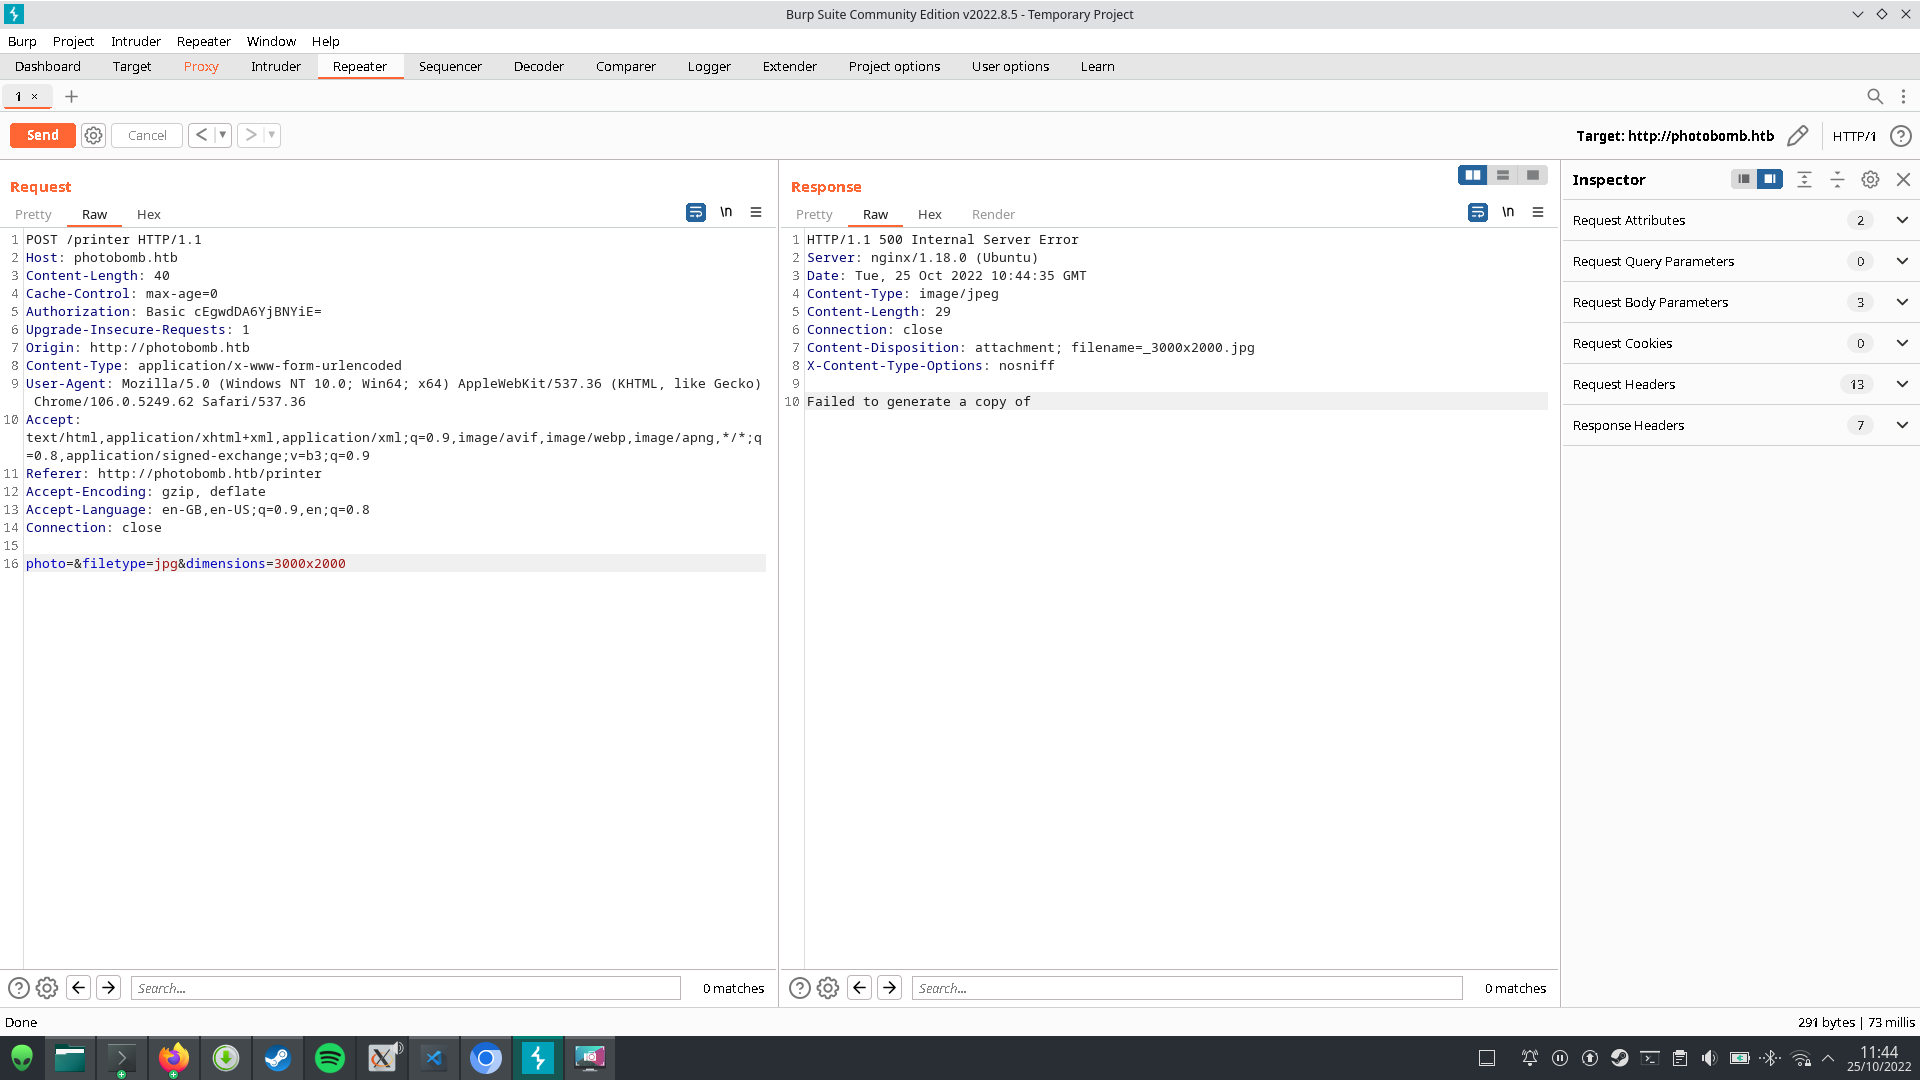 Burp Suite Community Edition v2022.8.5 - Temporary Project
Burp Project Intruder Repeater Window Help
Dashboard Target Proxy Intruder Repeater Sequencer Decoder Comparer Logger Extender Project options User options Learn
1 × +
Send Cancel < > Target: http://photobomb.htb HTTP/1 ?
Request
Pretty Raw Hex \n
1 POST /printer HTTP/1.1
2 Host: photobomb.htb
3 Content-Length: 40
4 Cache-Control: max-age=0
5 Authorization: Basic cEgwdDA6YjBNYiE=
6 Upgrade-Insecure-Requests: 1
7 Origin: http://photobomb.htb
8 Content-Type: application/x-www-form-urlencoded
9 User-Agent: Mozilla/5.0 (Windows NT 10.0; Win64; x64) AppleWebKit/537.36 (KHTML, like Gecko)
Chrome/106.0.5249.62 Safari/537.36
10 Accept:
text/html,application/xhtml+xml,application/xml;q=0.9,image/avif,image/webp,image/apng,*/*;q
=0.8,application/signed-exchange;v=b3;q=0.9
11 Referer: http://photobomb.htb/printer
12 Accept-Encoding: gzip, deflate
13 Accept-Language: en-GB,en-US;q=0.9,en;q=0.8
14 Connection: close
15
16 photo=&filetype=jpg&dimensions=3000x2000
? Search... 0 matches
Response
Pretty Raw Hex Render \n
1 HTTP/1.1 500 Internal Server Error
2 Server: nginx/1.18.0 (Ubuntu)
3 Date: Tue, 25 Oct 2022 10:44:35 GMT
4 Content-Type: image/jpeg
5 Content-Length: 29
6 Connection: close
7 Content-Disposition: attachment; filename=_3000x2000.jpg
8 X-Content-Type-Options: nosniff
9
10 Failed to generate a copy of
? Search... 0 matches
Inspector
Request Attributes 2
Request Query Parameters 0
Request Body Parameters 3
Request Cookies 0
Request Headers 13
Response Headers 7
Done 291 bytes | 73 millis
11:44
25/10/2022